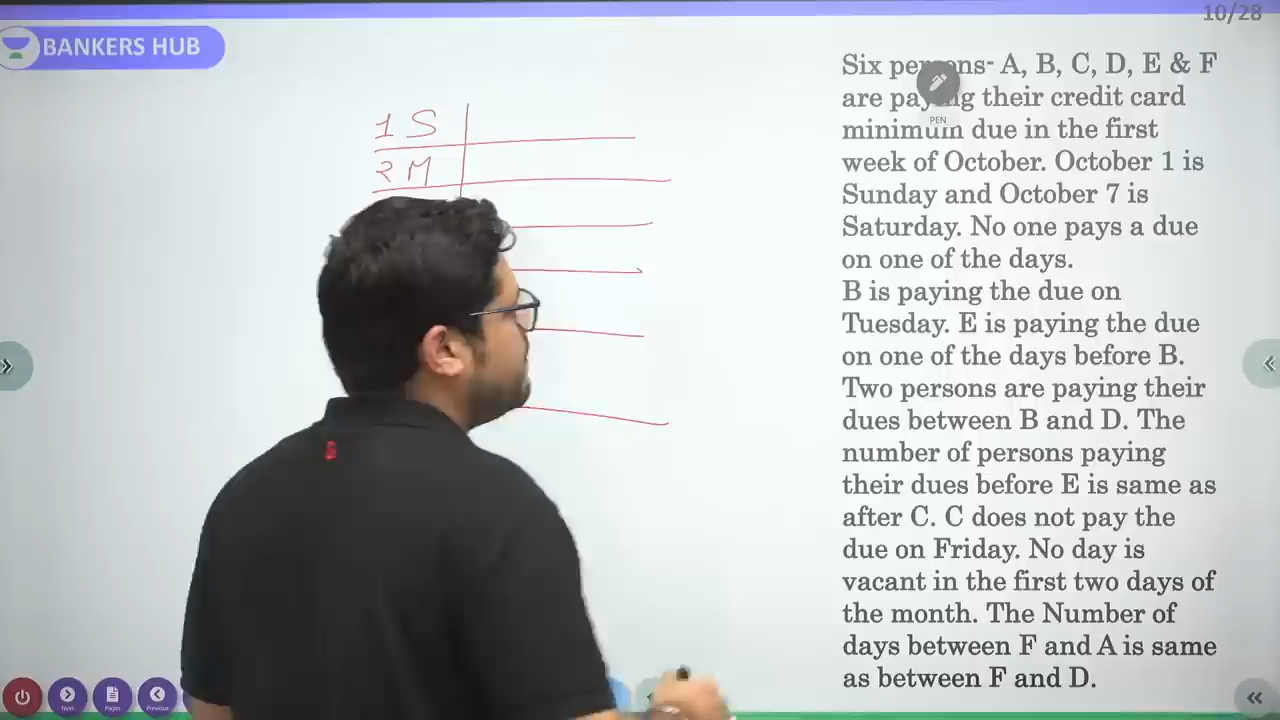 10/28
BANKERS HUB
1 S
2 M
Six persons- A, B, C, D, E & F
are paying their credit card
PEN
minimum due in the first
week of October. October 1 is
Sunday and October 7 is
Saturday. No one pays a due
on one of the days.
B is paying the due on
Tuesday. E is paying the due
on one of the days before B.
Two persons are paying their
dues between B and D. The
number of persons paying
their dues before E is same as
after C. C does not pay the
due on Friday. No day is
vacant in the first two days of
the month. The Number of
days between F and A is same
as between F and D.
Next
Pages
Previous